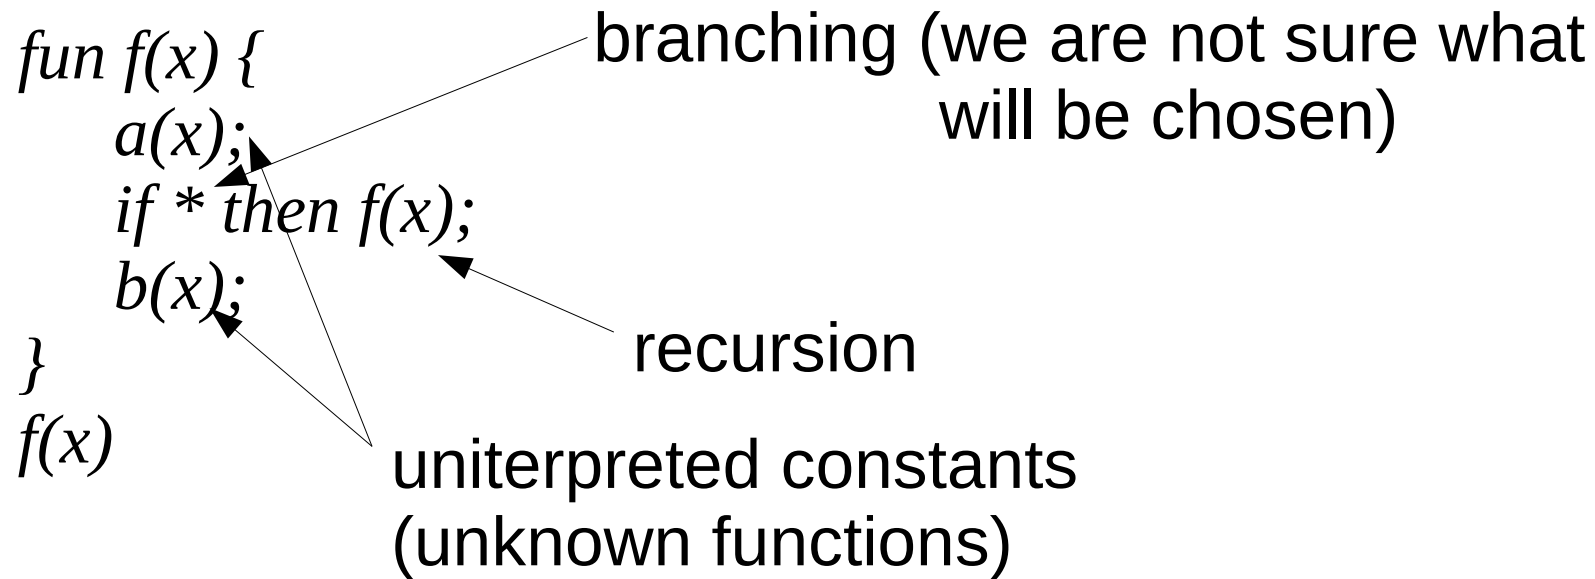 fun f(x) {
a(x);
if * then f(x);
b(x);
}
f(x)
branching (we are not sure what
will be chosen)
recursion
uniterpreted constants
(unknown functions)